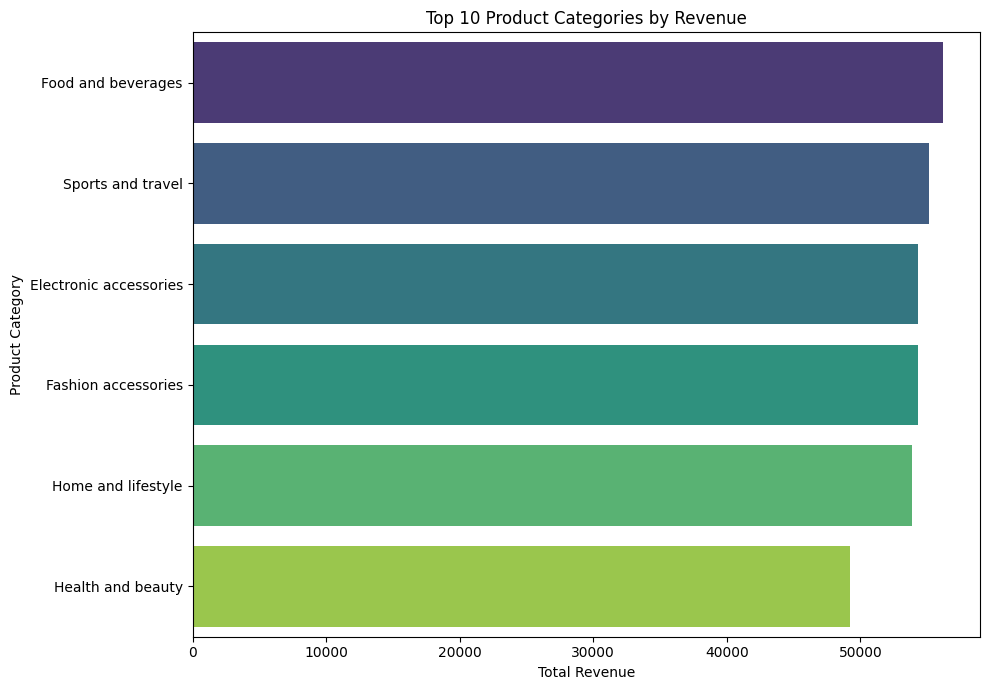 Top 10 Product Categories by Revenue
Product Category
Food and beverages
Sports and travel
Electronic accessories
Fashion accessories
Home and lifestyle
Health and beauty
0 10000 20000 30000 40000 50000
Total Revenue